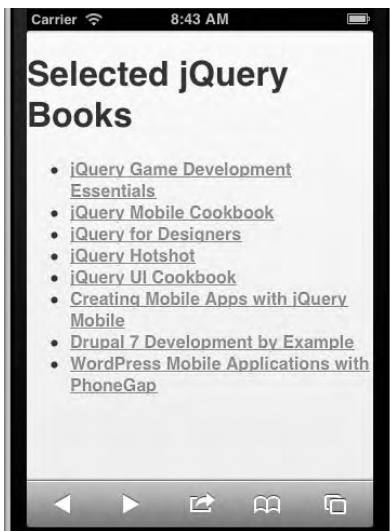 Carrier 8:43 AM
Selected jQuery
Books
jQuery Game Development
Essentials
jQuery Mobile Cookbook
jQuery for Designers
jQuery Hotshot
jQuery UI Cookbook
Creating Mobile Apps with jQuery
Mobile
Drupal 7 Development by Example
WordPress Mobile Applications with
PhoneGap